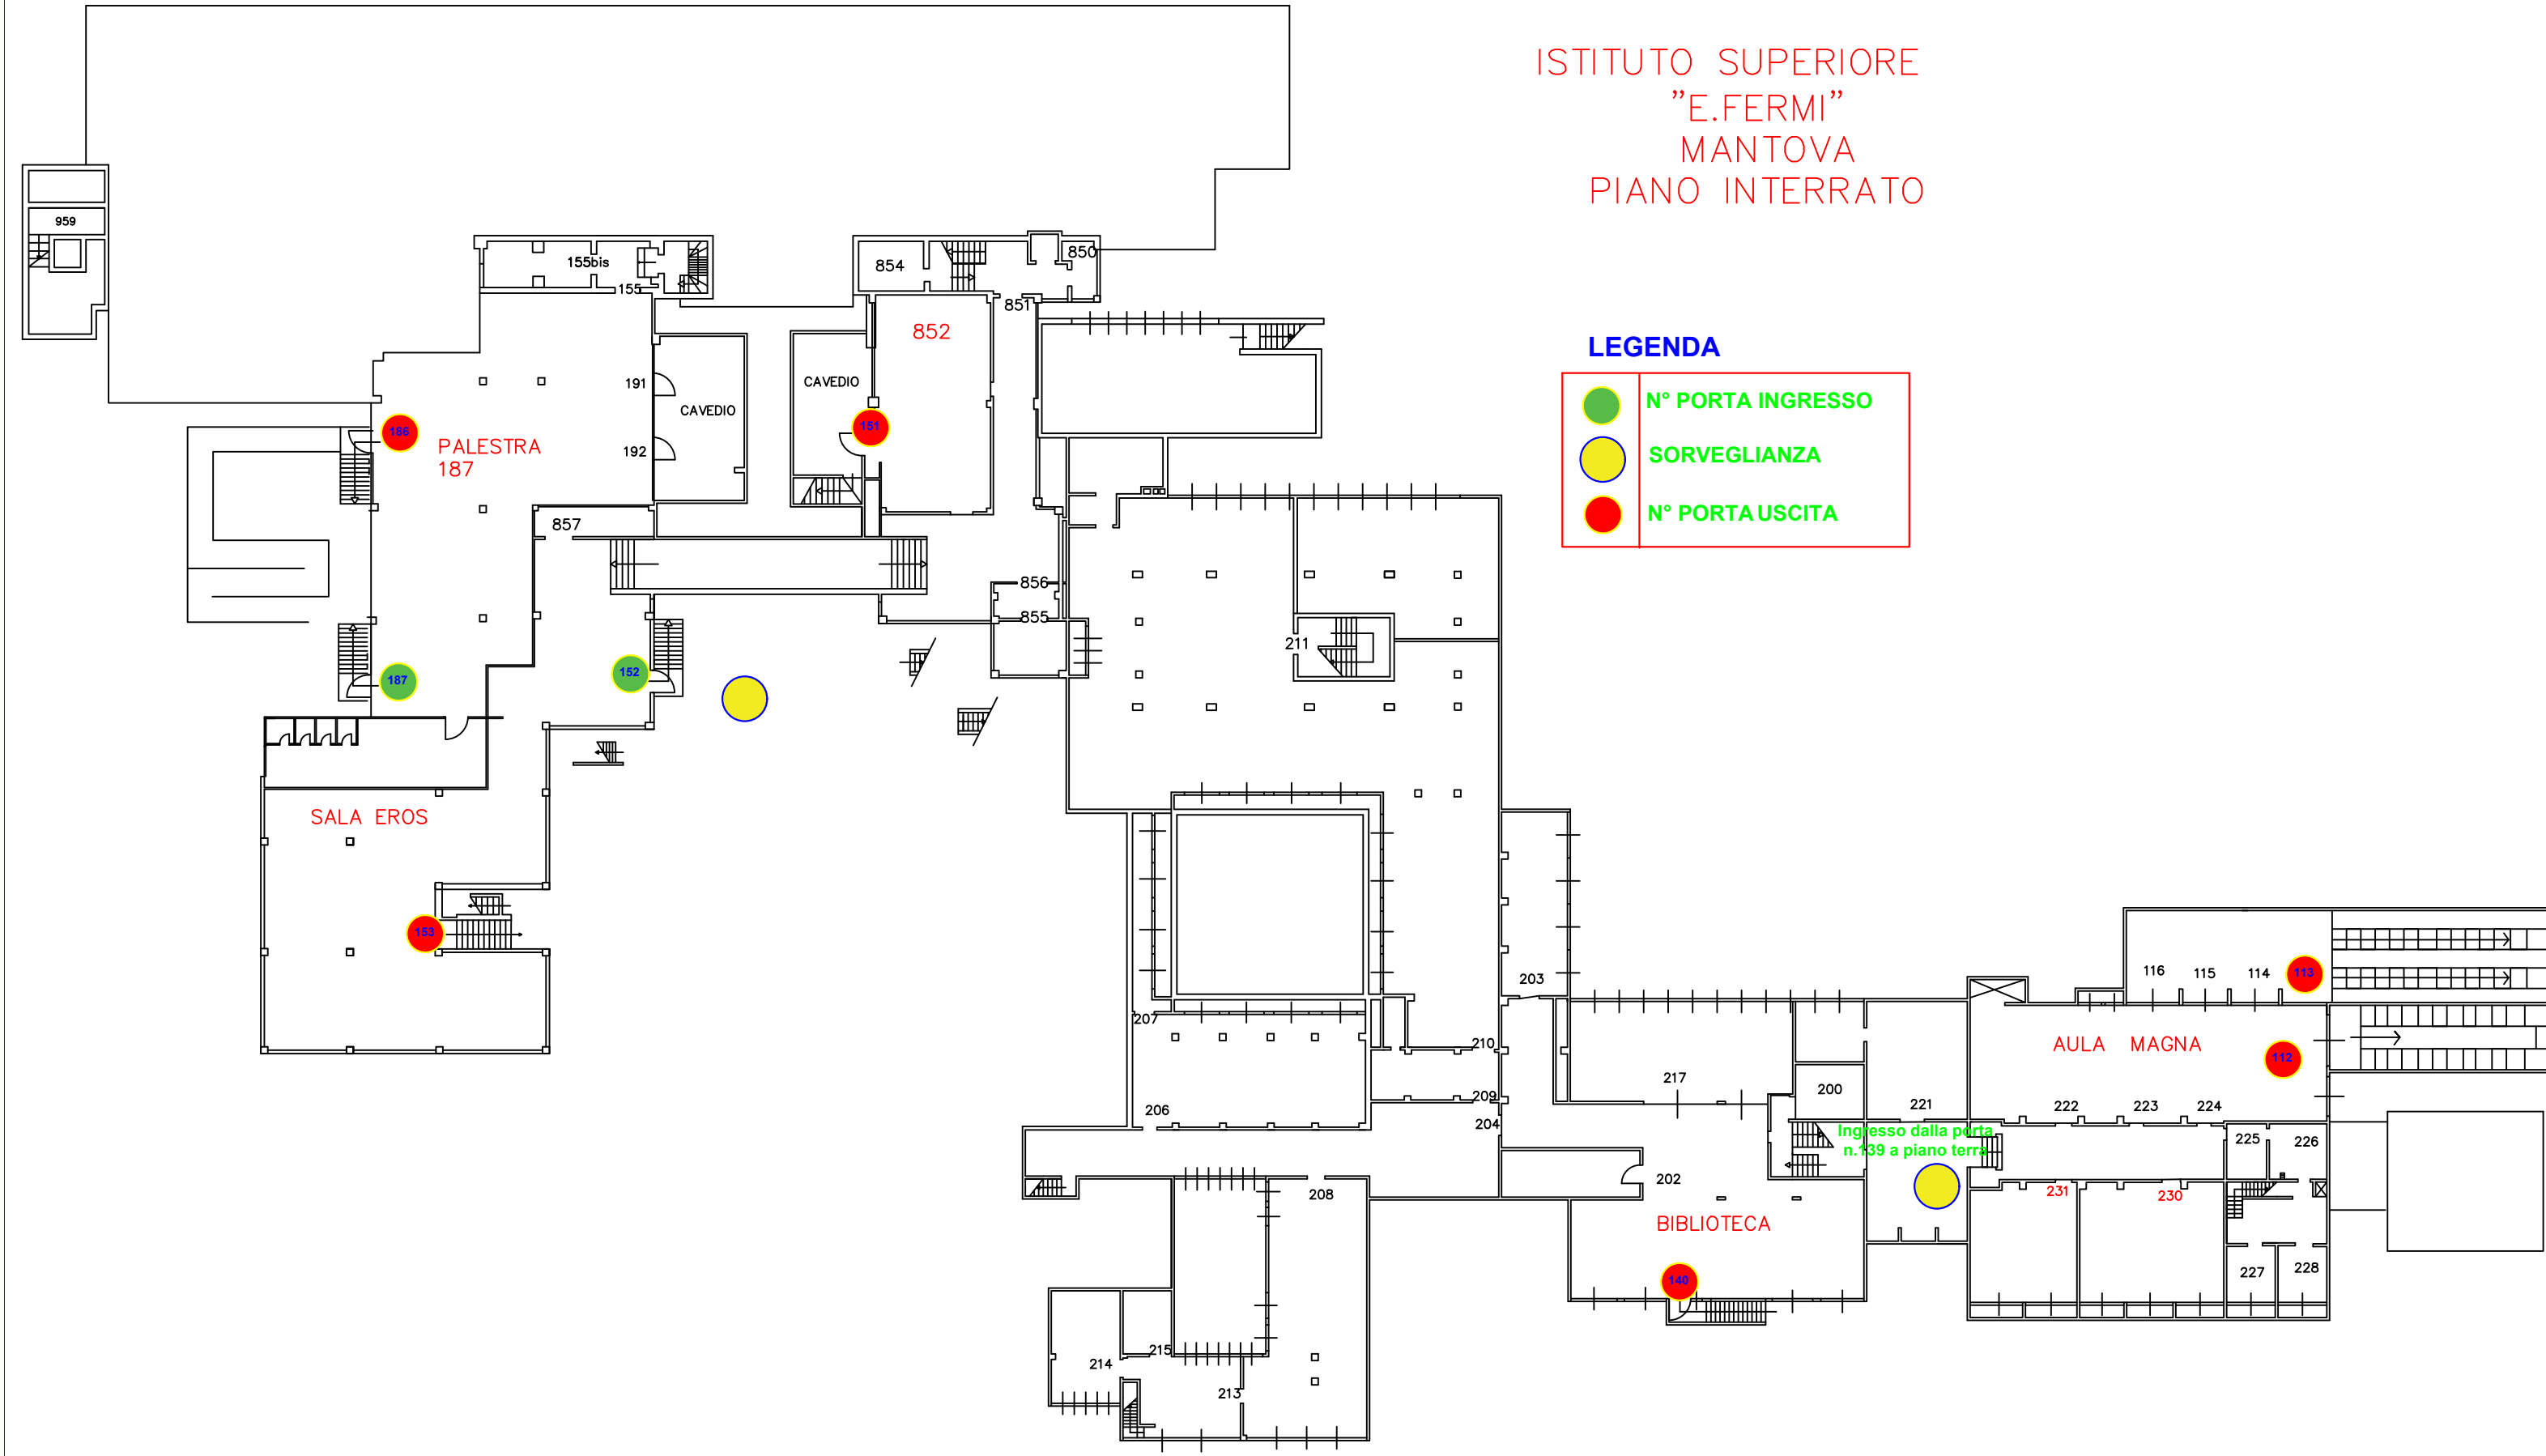 ISTITUTO SUPERIORE
"E.FERMI"
MANTOVA
PIANO INTERRATO
959
155bis
155
854
850
851
852
LEGENDA
N° PORTA INGRESSO
SORVEGLIANZA
N° PORTA USCITA
191
CAVEDIO
CAVEDIO
192
186
151
PALESTRA
187
857
856
855
211
187
152
SALA EROS
153
203
116
115
114
113
207
210
AULA MAGNA
112
217
200
206
209
204
221
222
223
224
Ingresso dalla porta
n.139 a piano terra
225
226
202
208
231
230
BIBLIOTECA
140
227
228
215
214
213